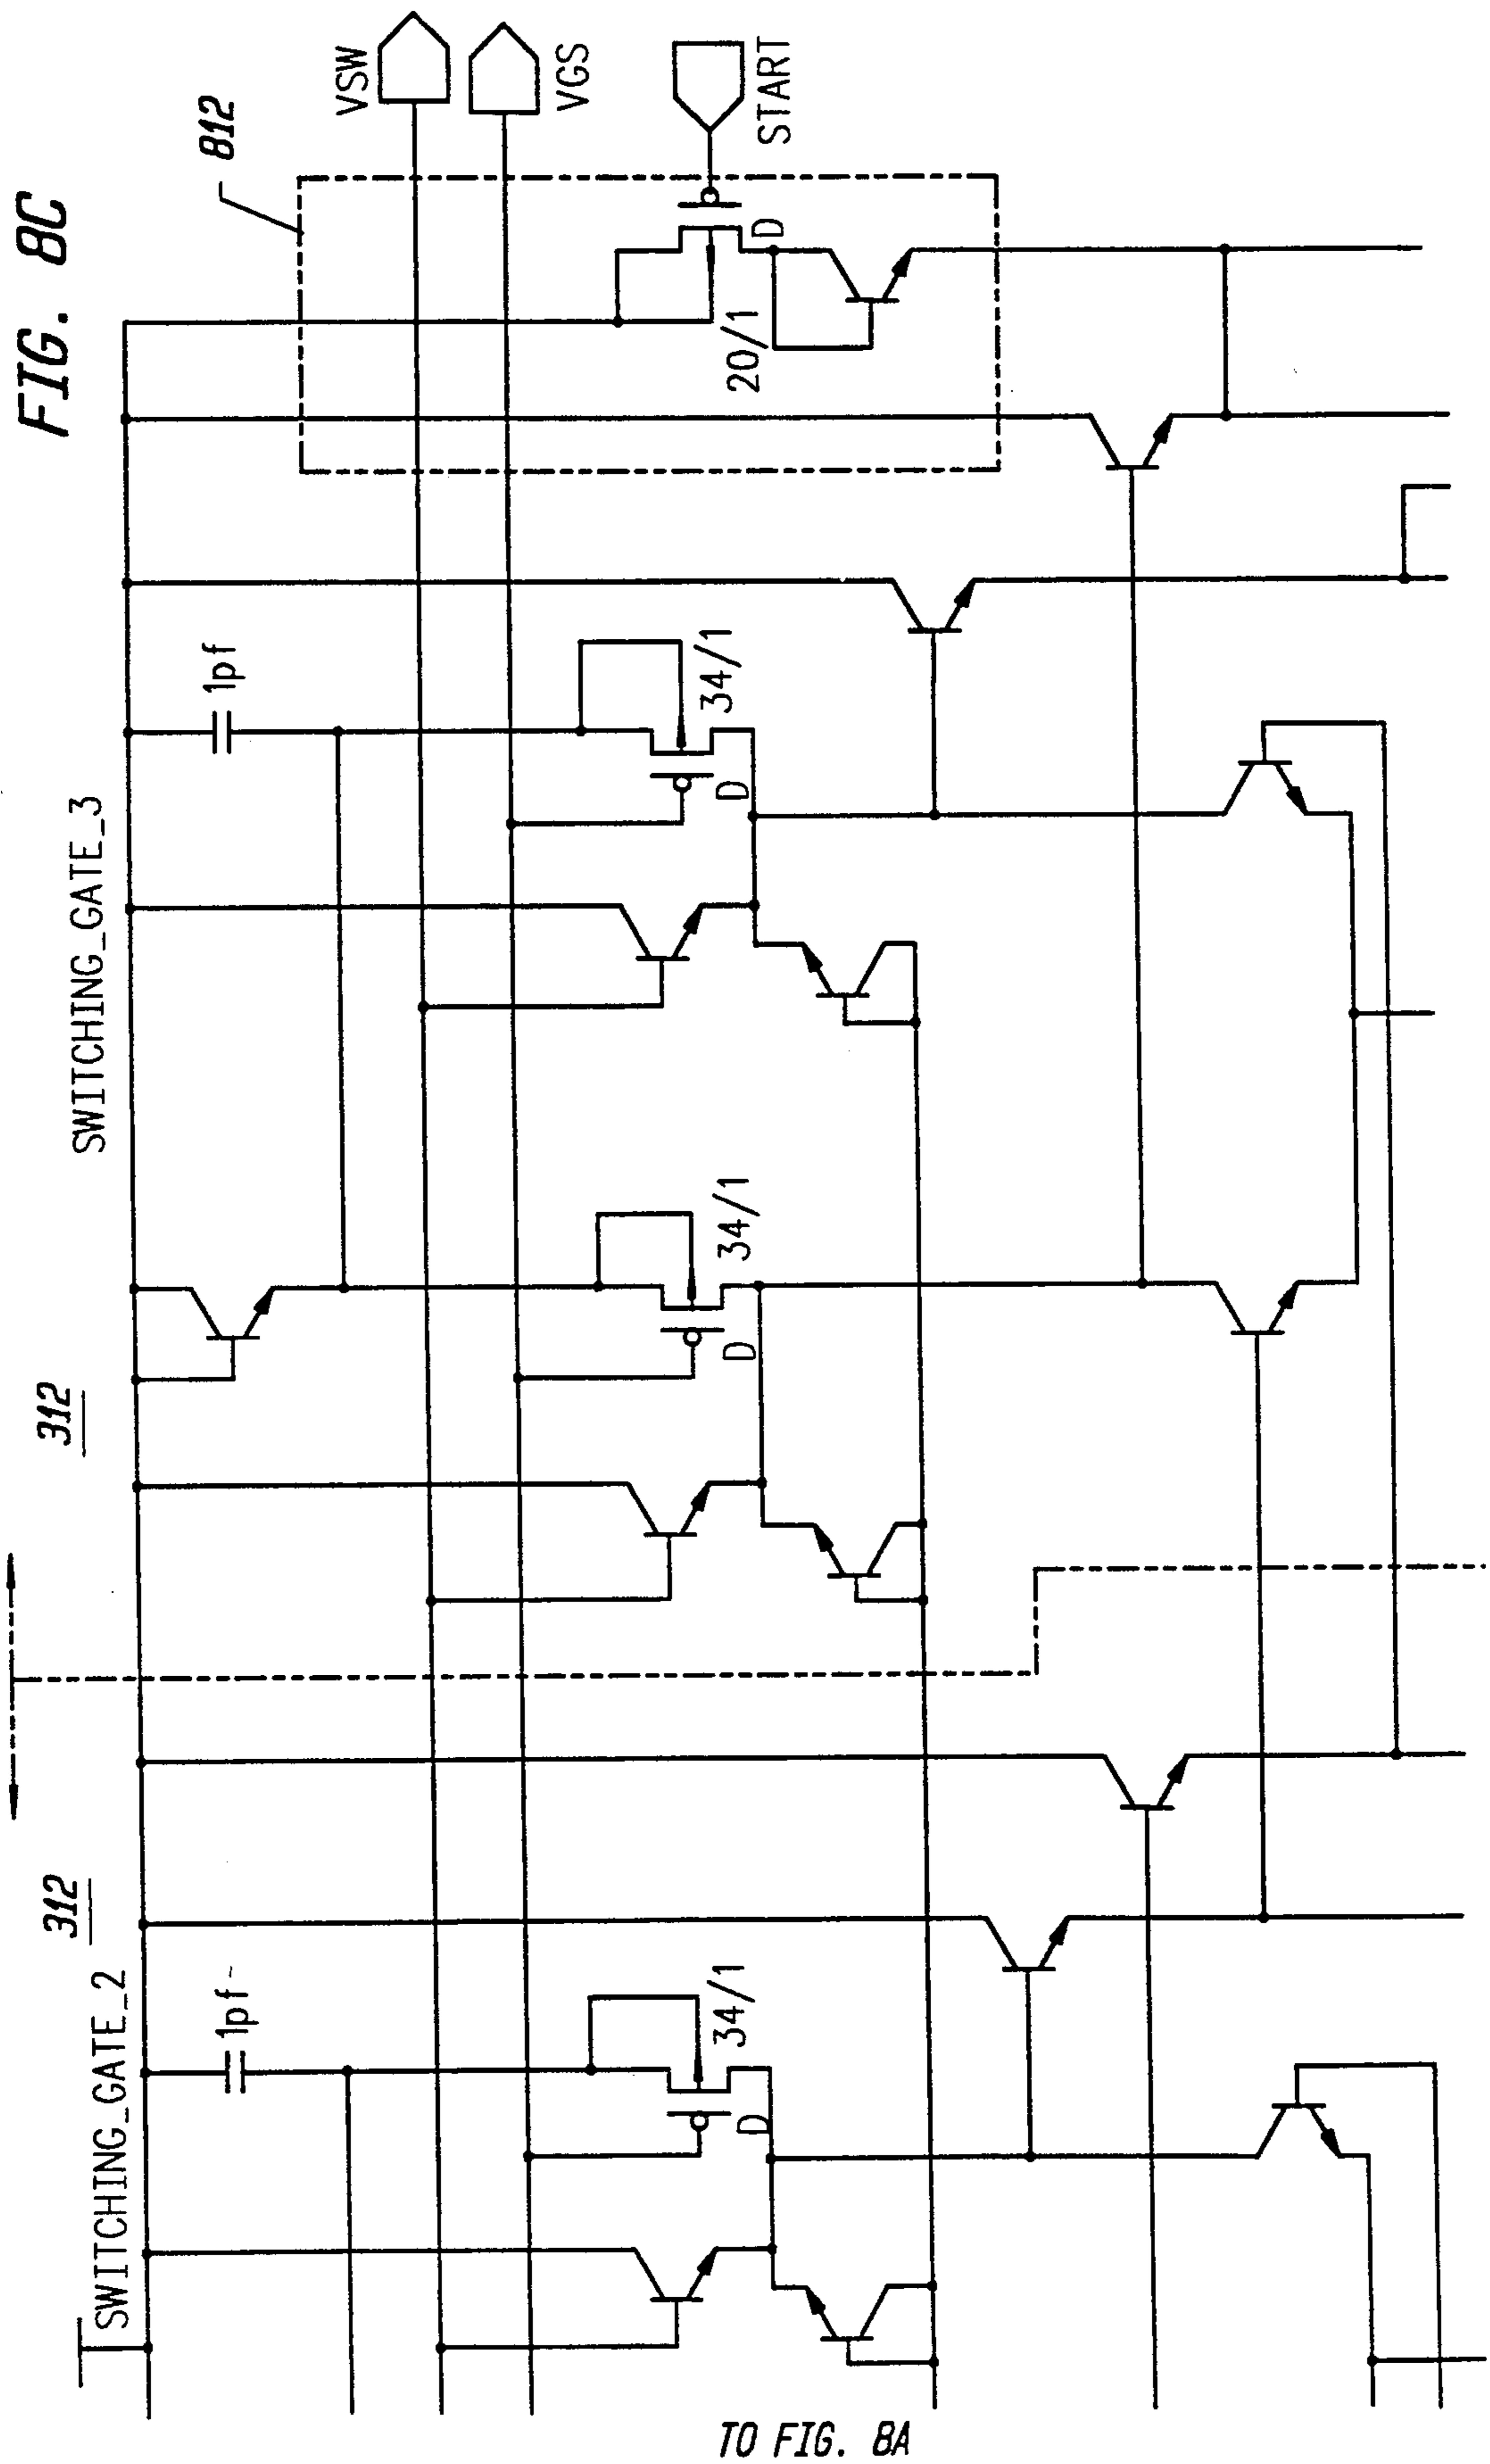 FIG. 8C
312
312
SWITCHING_GATE_2
SWITCHING_GATE_3
812
1pf
1pf
VSW
VGS
START
34/1
D
34/1
D
34/1
D
20/1
D
TO FIG. 8A